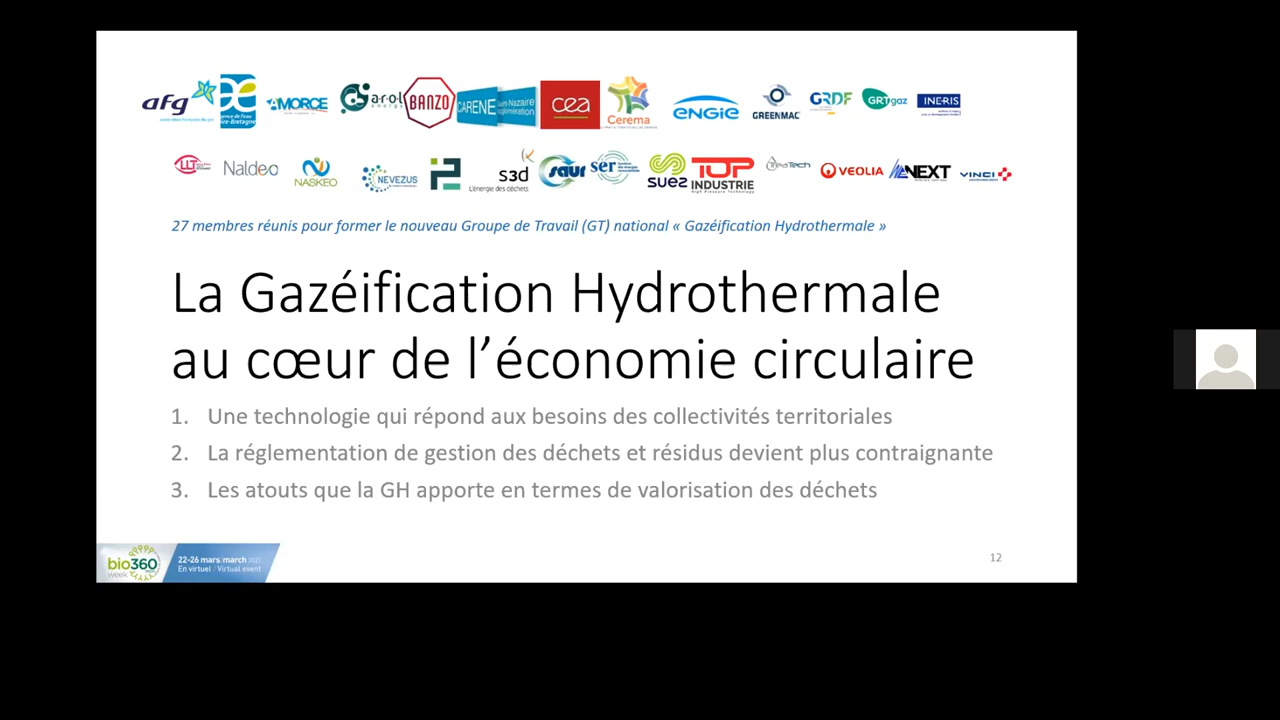 afg
AMORCE
arol
energy
BANZO
CARENE
cea
Cerema
ENGIE
GREENMAC
GRDF
GRTgaz
INERIS
Naldeo
NASKEO
NEVEZUS
s3d
L'énergie des déchets
saur
ser
suez
TOP
INDUSTRIE
High Pressure Technology
VEOLIA
NEXT
VINCI
27 membres réunis pour former le nouveau Groupe de Travail (GT) national « Gazéification Hydrothermale »
La Gazéification Hydrothermale
au cœur de l’économie circulaire
1. Une technologie qui répond aux besoins des collectivités territoriales
2. La réglementation de gestion des déchets et résidus devient plus contraignante
3. Les atouts que la GH apporte en termes de valorisation des déchets
bio360
week
22-26 mars/march
En virtuel / Virtual event
12